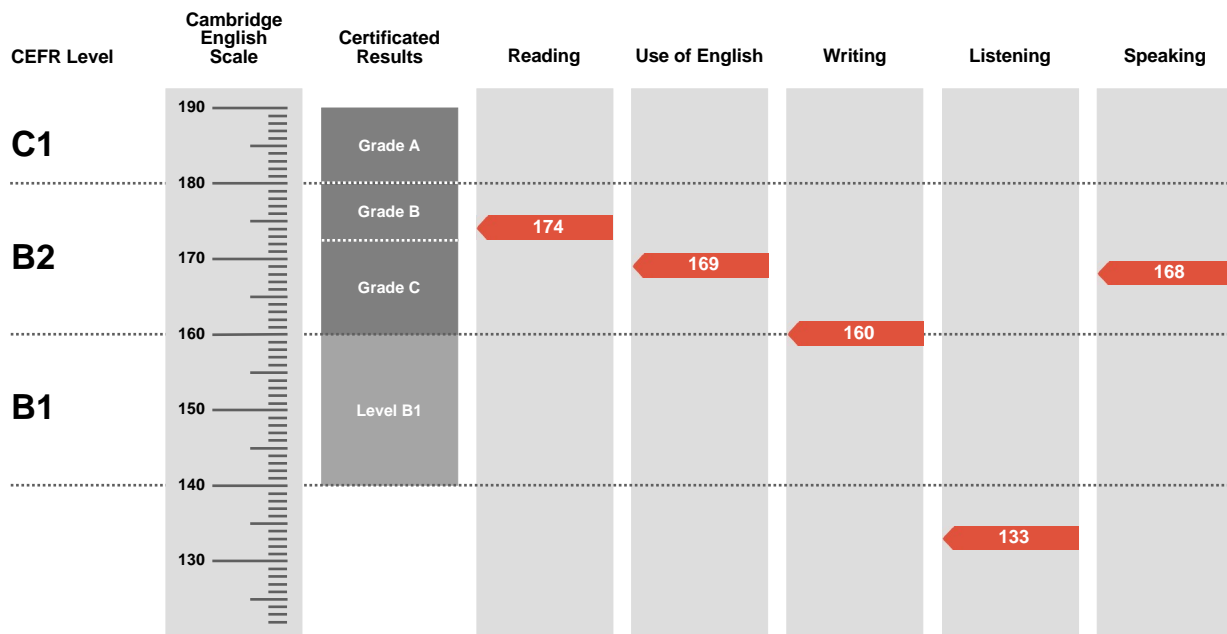 CEFR Level
Cambridge
English
Scale
Certificated
Results
Reading
Use of English
Writing
Listening
Speaking
190
C1
Grade A
180
Grade B
174
B2
170
169
168
Grade C
160
160
B1
150
Level B1
140
133
130